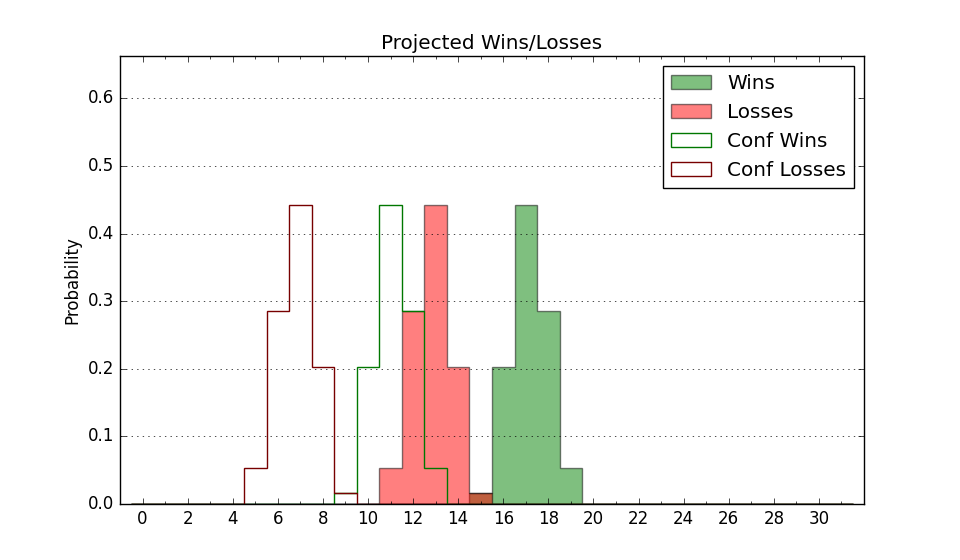 Projected Wins/Losses
Wins
Losses
Conf Wins
Conf Losses
Probability
0.6
0.5
0.4
0.3
0.2
0.1
0.0
0 2 4 6 8 10 12 14 16 18 20 22 24 26 28 30